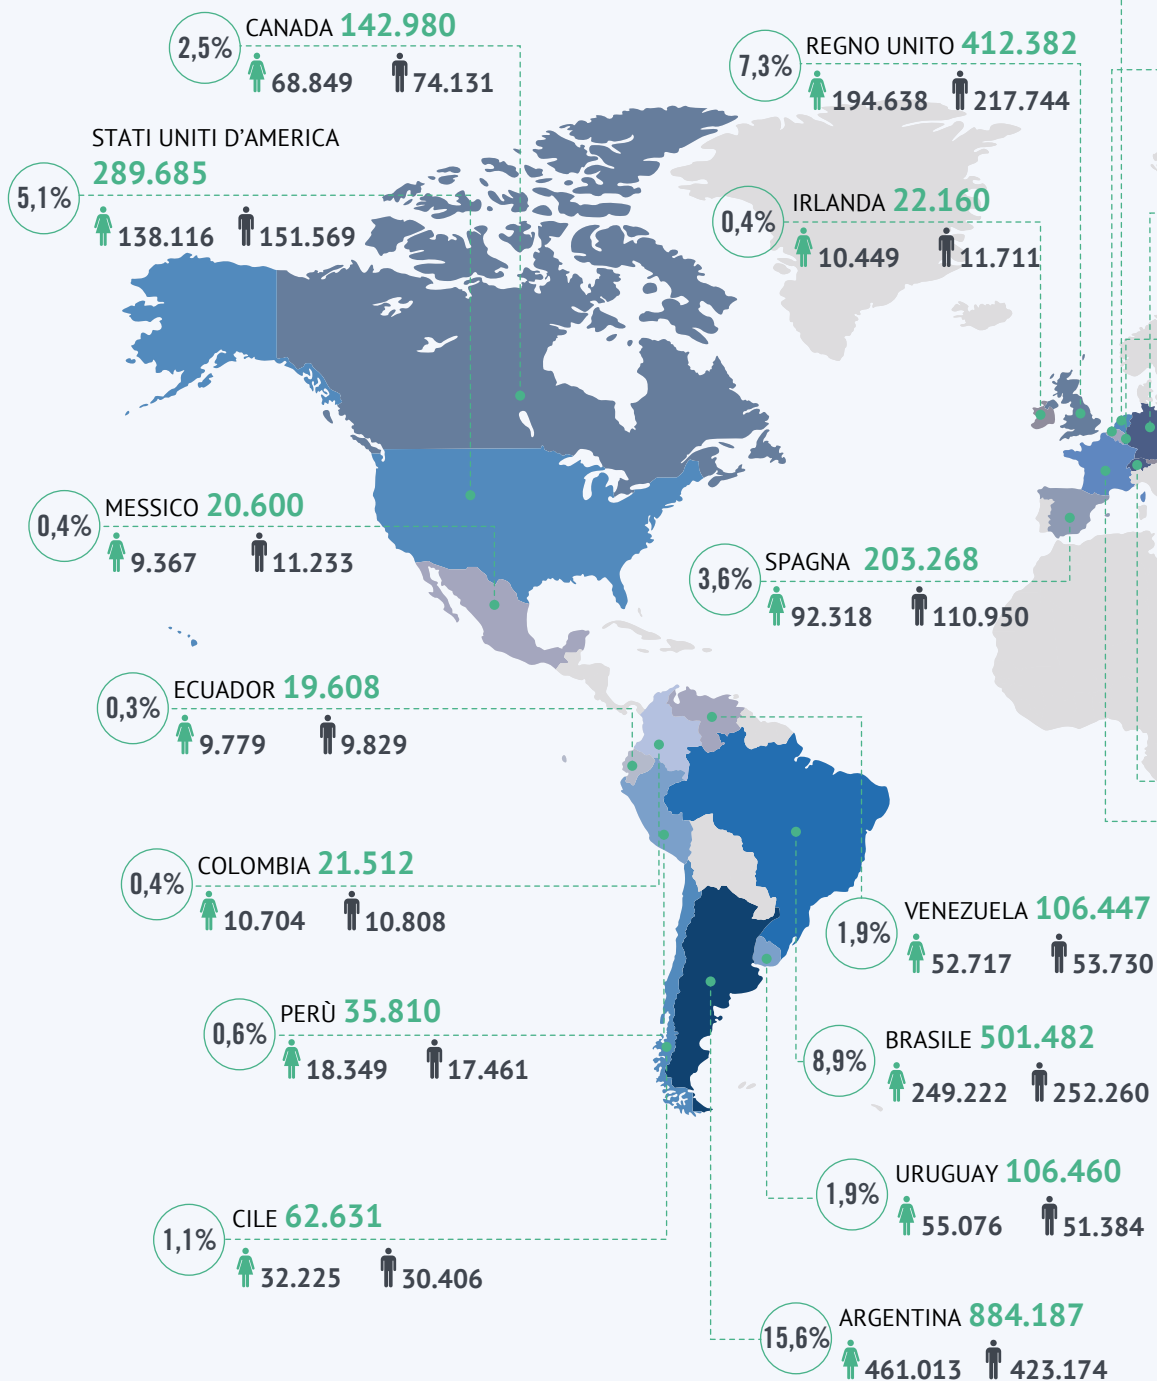 CANADA 142.980
2,5%
68.849 74.131
REGNO UNITO 412.382
7,3%
194.638 217.744
STATI UNITI D'AMERICA
289.685
5,1%
138.116 151.569
IRLANDA 22.160
0,4%
10.449 11.711
MESSICO 20.600
0,4%
9.367 11.233
SPAGNA 203.268
3,6%
92.318 110.950
ECUADOR 19.608
0,3%
9.779 9.829
COLOMBIA 21.512
0,4%
10.704 10.808
VENEZUELA 106.447
1,9%
52.717 53.730
PERÙ 35.810
0,6%
18.349 17.461
BRASILE 501.482
8,9%
249.222 252.260
URUGUAY 106.460
1,9%
55.076 51.384
CILE 62.631
1,1%
32.225 30.406
ARGENTINA 884.187
15,6%
461.013 423.174